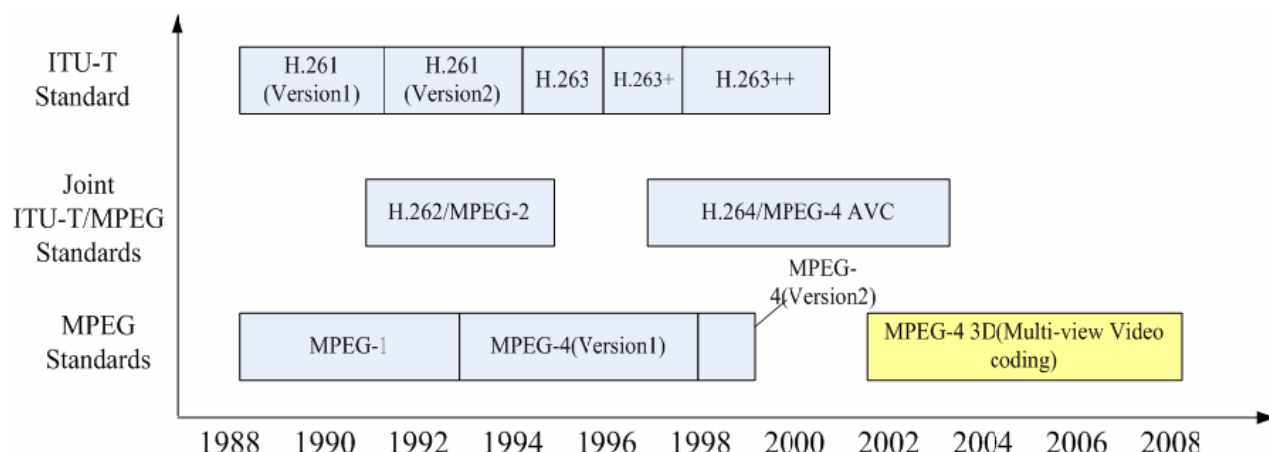 ITU-T
Standard
H.261
(Version1)
H.261
(Version2)
H.263
H.263+
H.263++
Joint
ITU-T/MPEG
Standards
H.262/MPEG-2
H.264/MPEG-4 AVC
MPEG-
4(Version2)
MPEG
Standards
MPEG-1
MPEG-4(Version1)
MPEG-4 3D(Multi-view Video
coding)
1988 1990 1992 1994 1996 1998 2000 2002 2004 2006 2008